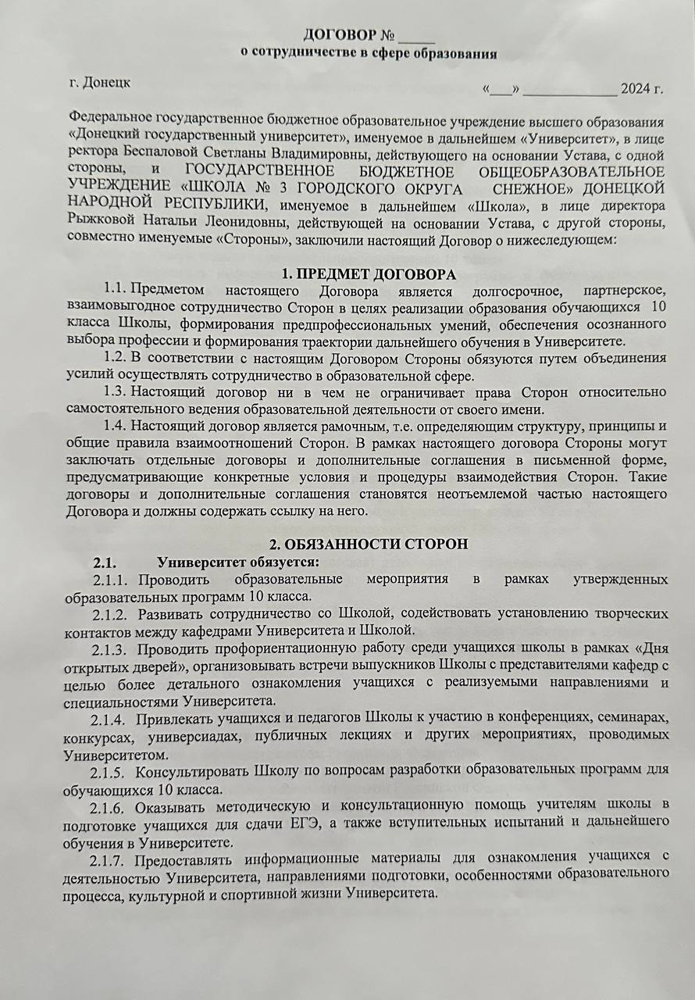 ДОГОВОР № _____
о сотрудничестве в сфере образования
г. Донецк «___» _____________ 2024 г.
Федеральное государственное бюджетное образовательное учреждение высшего образования
«Донецкий государственный университет», именуемое в дальнейшем «Университет», в лице
ректора Беспаловой Светланы Владимировны, действующего на основании Устава, с одной
стороны, и ГОСУДАРСТВЕННОЕ БЮДЖЕТНОЕ ОБЩЕОБРАЗОВАТЕЛЬНОЕ
УЧРЕЖДЕНИЕ «ШКОЛА № 3 ГОРОДСКОГО ОКРУГА СНЕЖНОЕ» ДОНЕЦКОЙ
НАРОДНОЙ РЕСПУБЛИКИ, именуемое в дальнейшем «Школа», в лице директора
Рыжковой Натальи Леонидовны, действующей на основании Устава, с другой стороны,
совместно именуемые «Стороны», заключили настоящий Договор о нижеследующем:
1. ПРЕДМЕТ ДОГОВОРА
1.1. Предметом настоящего Договора является долгосрочное, партнерское,
взаимовыгодное сотрудничество Сторон в целях реализации образования обучающихся 10
класса Школы, формирования предпрофессиональных умений, обеспечения осознанного
выбора профессии и формирования траектории дальнейшего обучения в Университете.
1.2. В соответствии с настоящим Договором Стороны обязуются путем объединения
усилий осуществлять сотрудничество в образовательной сфере.
1.3. Настоящий договор ни в чем не ограничивает права Сторон относительно
самостоятельного ведения образовательной деятельности от своего имени.
1.4. Настоящий договор является рамочным, т.е. определяющим структуру, принципы и
общие правила взаимоотношений Сторон. В рамках настоящего договора Стороны могут
заключать отдельные договоры и дополнительные соглашения в письменной форме,
предусматривающие конкретные условия и процедуры взаимодействия Сторон. Такие
договоры и дополнительные соглашения становятся неотъемлемой частью настоящего
Договора и должны содержать ссылку на него.
2. ОБЯЗАННОСТИ СТОРОН
2.1. Университет обязуется:
2.1.1. Проводить образовательные мероприятия в рамках утвержденных
образовательных программ 10 класса.
2.1.2. Развивать сотрудничество со Школой, содействовать установлению творческих
контактов между кафедрами Университета и Школой.
2.1.3. Проводить профориентационную работу среди учащихся школы в рамках «Дня
открытых дверей», организовывать встречи выпускников Школы с представителями кафедр с
целью более детального ознакомления учащихся с реализуемыми направлениями и
специальностями Университета.
2.1.4. Привлекать учащихся и педагогов Школы к участию в конференциях, семинарах,
конкурсах, универсиадах, публичных лекциях и других мероприятиях, проводимых
Университетом.
2.1.5. Консультировать Школу по вопросам разработки образовательных программ для
обучающихся 10 класса.
2.1.6. Оказывать методическую и консультационную помощь учителям школы в
подготовке учащихся для сдачи ЕГЭ, а также вступительных испытаний и дальнейшего
обучения в Университете.
2.1.7. Предоставлять информационные материалы для ознакомления учащихся с
деятельностью Университета, направлениями подготовки, особенностями образовательного
процесса, культурной и спортивной жизни Университета.